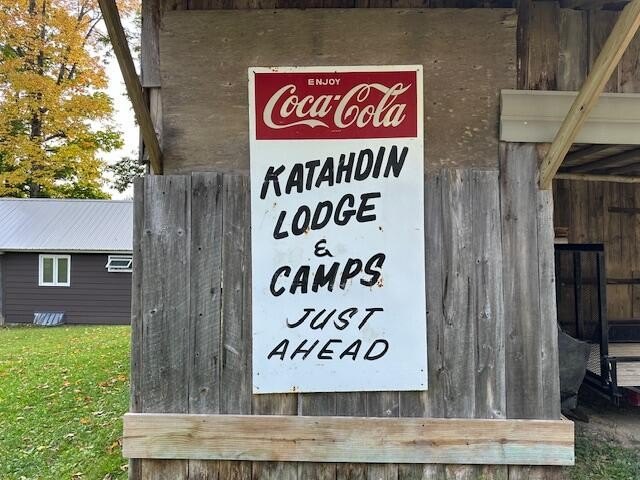 ENJOY
Coca-Cola
KATAHDIN
LODGE
&
CAMPS
JUST
AHEAD